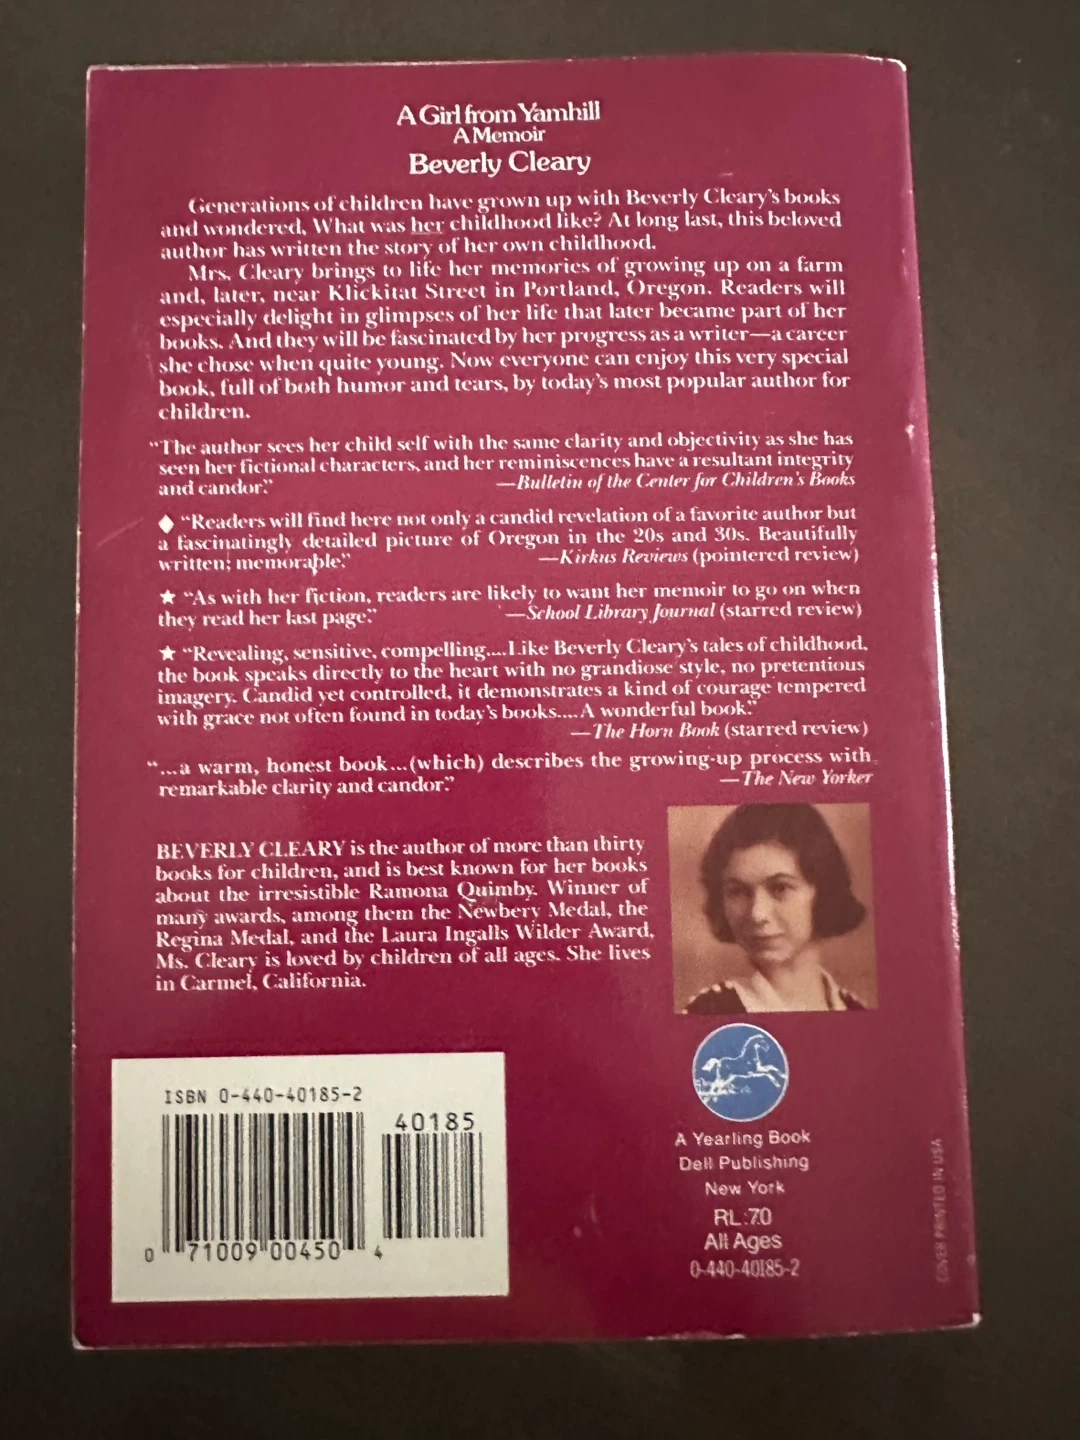 A Girl from Yamhill
A Memoir
Beverly Cleary
Generations of children have grown up with Beverly Cleary's books
and wondered, What was her childhood like? At long last, this beloved
author has written the story of her own childhood.
Mrs. Cleary brings to life her memories of growing up on a farm
and, later, near Klickitat Street in Portland, Oregon. Readers will
especially delight in glimpses of her life that later became part of her
books. And they will be fascinated by her progress as a writer—a career
she chose when quite young. Now everyone can enjoy this very special
book, full of both humor and tears, by today's most popular author for
children.
"The author sees her child self with the same clarity and objectivity as she has
seen her fictional characters, and her reminiscences have a resultant integrity
and candor." —Bulletin of the Center for Children's Books
♦ "Readers will find here not only a candid revelation of a favorite author but
a fascinatingly detailed picture of Oregon in the 20s and 30s. Beautifully
written; memorable." —Kirkus Reviews (pointered review)
★ "As with her fiction, readers are likely to want her memoir to go on when
they read her last page." —School Library Journal (starred review)
★ "Revealing, sensitive, compelling....Like Beverly Cleary's tales of childhood,
the book speaks directly to the heart with no grandiose style, no pretentious
imagery. Candid yet controlled, it demonstrates a kind of courage tempered
with grace not often found in today's books....A wonderful book."
—The Horn Book (starred review)
"...a warm, honest book...(which) describes the growing-up process with
remarkable clarity and candor." —The New Yorker
BEVERLY CLEARY is the author of more than thirty
books for children, and is best known for her books
about the irresistible Ramona Quimby. Winner of
many awards, among them the Newbery Medal, the
Regina Medal, and the Laura Ingalls Wilder Award,
Ms. Cleary is loved by children of all ages. She lives
in Carmel, California.
ISBN 0-440-40185-2
40185
0 71009 00450 4
A Yearling Book
Dell Publishing
New York
RL:7.0
All Ages
0-440-40185-2
COVER PRINTED IN USA